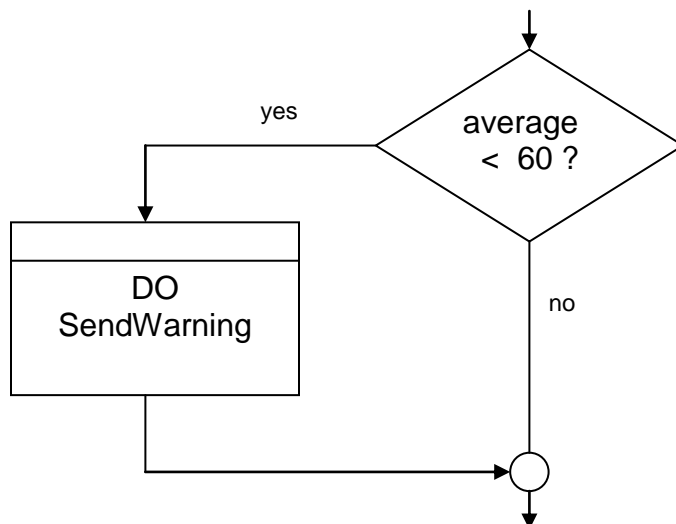 yes
average
< 60 ?
DO
SendWarning
no